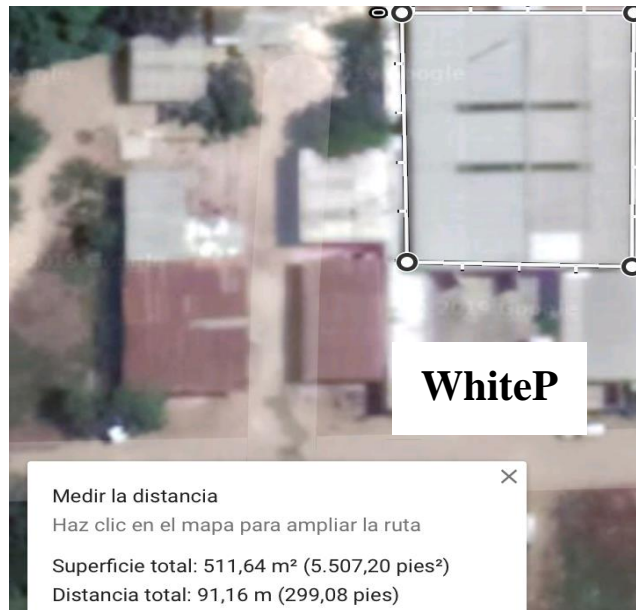 WhiteP
Medir la distancia
Haz clic en el mapa para ampliar la ruta
Superficie total: 511,64 m² (5.507,20 pies²)
Distancia total: 91,16 m (299,08 pies)